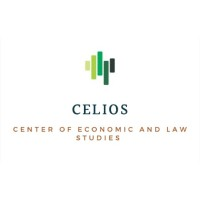 CELIOS
CENTER OF ECONOMIC AND LAW
STUDIES